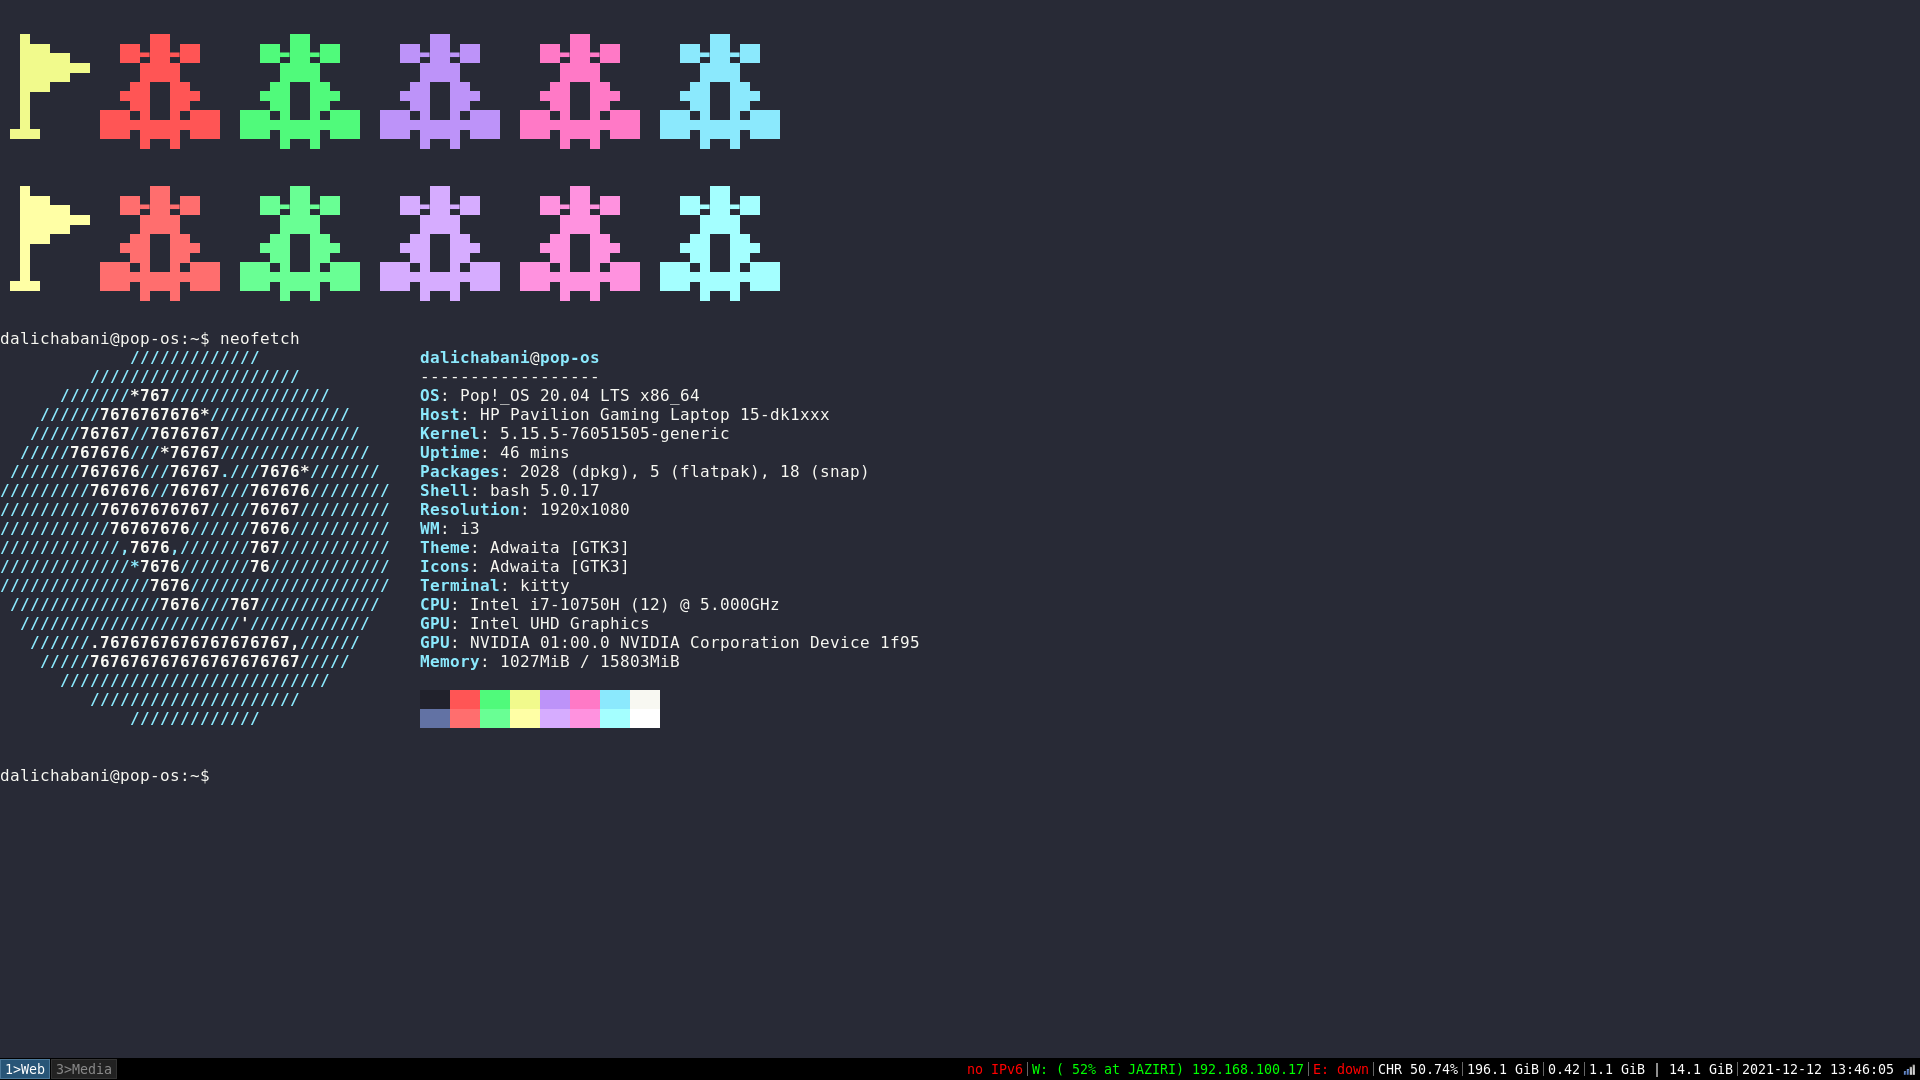 dalichabani@pop-os:~$ neofetch
             /////////////                dalichabani@pop-os
         /////////////////////            ------------------
      ///////*767////////////////         OS: Pop!_OS 20.04 LTS x86_64
    //////7676767676*//////////////       Host: HP Pavilion Gaming Laptop 15-dk1xxx
   /////76767//7676767//////////////      Kernel: 5.15.5-76051505-generic
  /////767676///*76767///////////////     Uptime: 46 mins
 ///////767676///76767.///7676*///////    Packages: 2028 (dpkg), 5 (flatpak), 18 (snap)
/////////767676//76767///767676////////   Shell: bash 5.0.17
//////////76767676767////76767/////////   Resolution: 1920x1080
///////////76767676//////7676//////////   WM: i3
////////////,7676,///////767///////////   Theme: Adwaita [GTK3]
/////////////*7676///////76////////////   Icons: Adwaita [GTK3]
///////////////7676////////////////////   Terminal: kitty
 ///////////////7676///767////////////    CPU: Intel i7-10750H (12) @ 5.000GHz
  //////////////////////'////////////     GPU: Intel UHD Graphics
   //////.7676767676767676767,//////      GPU: NVIDIA 01:00.0 NVIDIA Corporation Device 1f95
    /////767676767676767676767/////       Memory: 1027MiB / 15803MiB
      ///////////////////////////
         /////////////////////
             /////////////
dalichabani@pop-os:~$
1>Web 3>Media no IPv6|W: ( 52% at JAZIRI) 192.168.100.17|E: down|CHR 50.74%|196.1 GiB|0.42|1.1 GiB | 14.1 GiB|2021-12-12 13:46:05